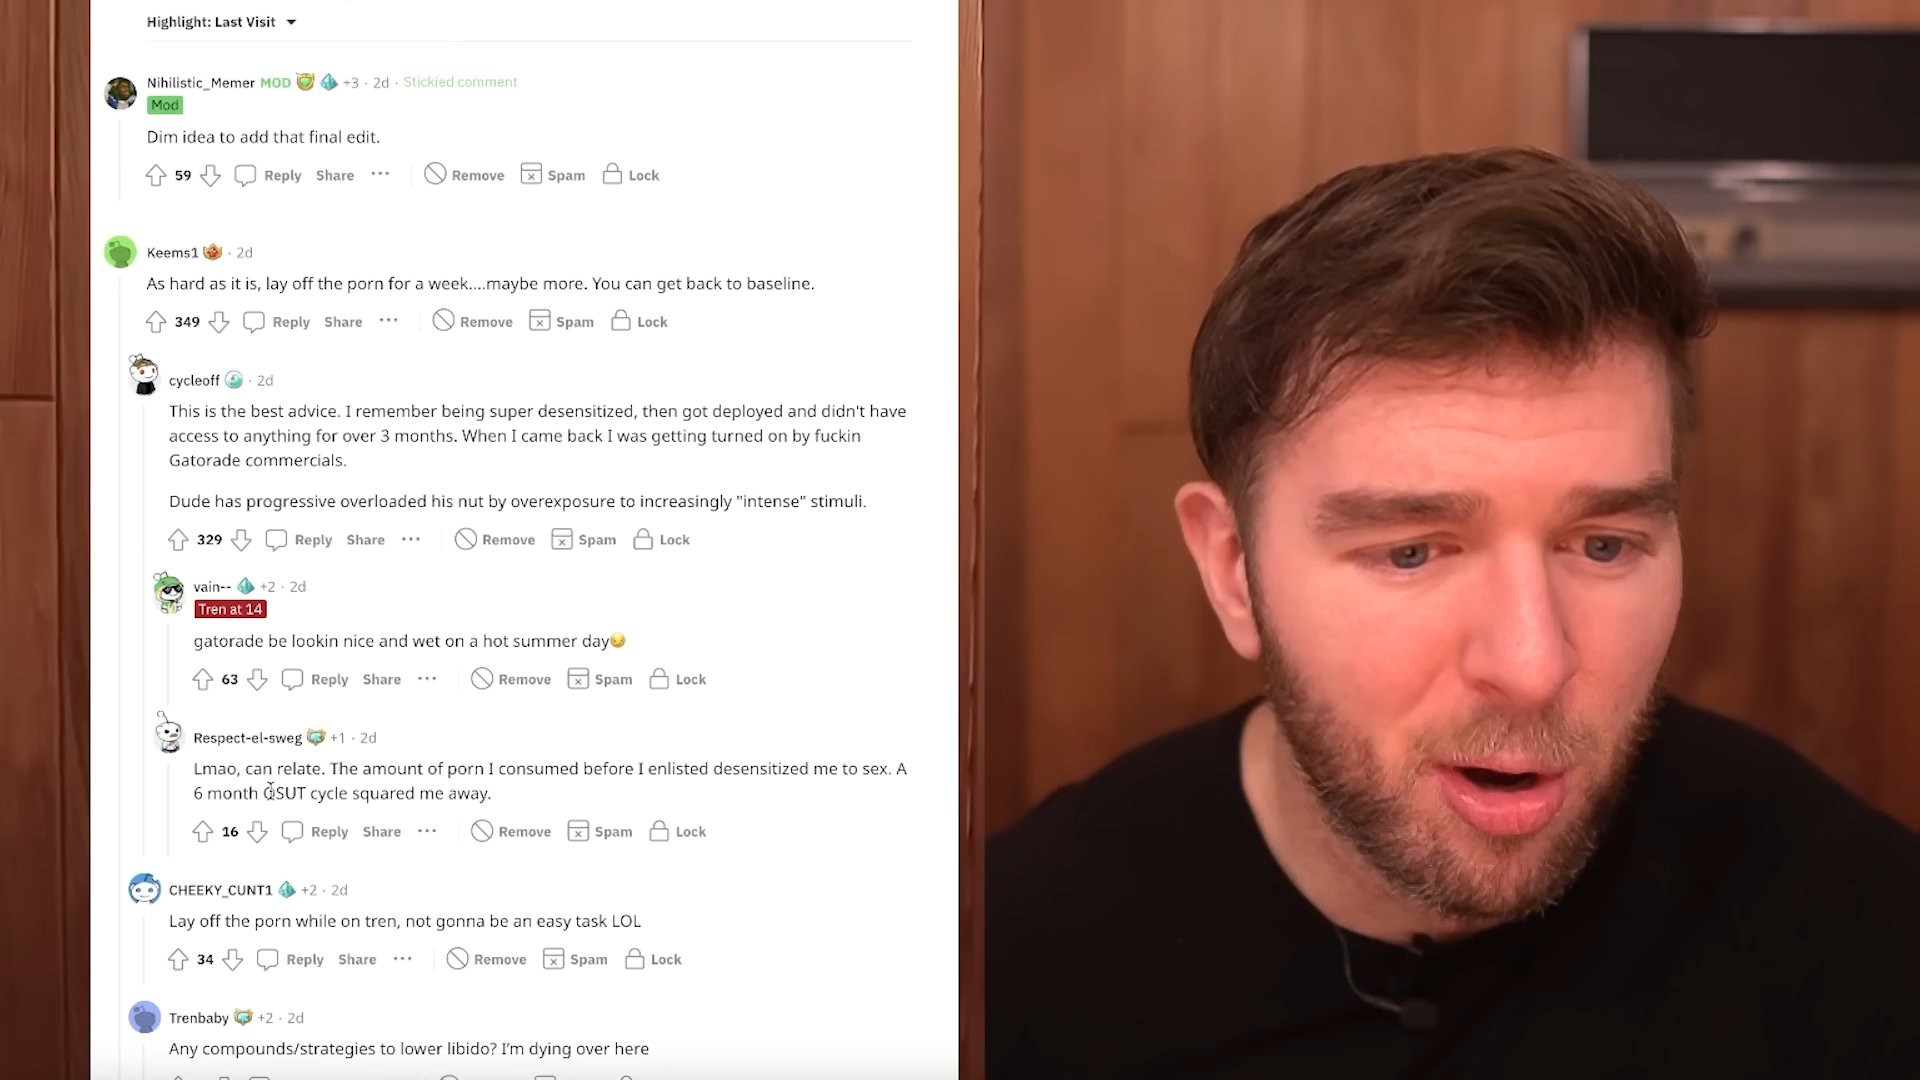 Highlight: Last Visit
Nihilistic_Memer MOD +3 · 2d · Stickied comment
Mod
Dim idea to add that final edit.
59 Reply Share ··· Remove Spam Lock
Keems1 · 2d
As hard as it is, lay off the porn for a week....maybe more. You can get back to baseline.
349 Reply Share ··· Remove Spam Lock
cycleoff · 2d
This is the best advice. I remember being super desensitized, then got deployed and didn't have
access to anything for over 3 months. When I came back I was getting turned on by fuckin
Gatorade commercials.
Dude has progressive overloaded his nut by overexposure to increasingly "intense" stimuli.
329 Reply Share ··· Remove Spam Lock
vain-- +2 · 2d
Tren at 14
gatorade be lookin nice and wet on a hot summer day😏
63 Reply Share ··· Remove Spam Lock
Respect-el-sweg +1 · 2d
Lmao, can relate. The amount of porn I consumed before I enlisted desensitized me to sex. A
6 month OSUT cycle squared me away.
16 Reply Share ··· Remove Spam Lock
CHEEKY_CUNT1 +2 · 2d
Lay off the porn while on tren, not gonna be an easy task LOL
34 Reply Share ··· Remove Spam Lock
Trenbaby +2 · 2d
Any compounds/strategies to lower libido? I'm dying over here